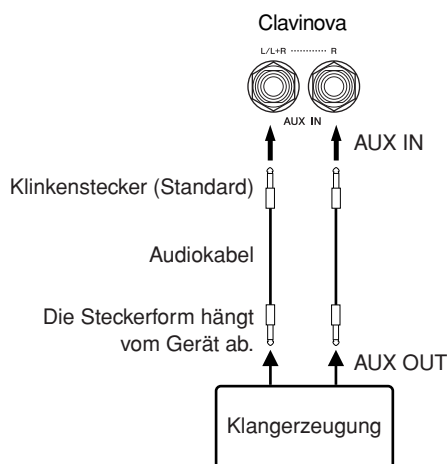 Clavinova
L/L+R ············ R
AUX IN
AUX IN
Klinkenstecker (Standard)
Audiokabel
Die Steckerform hängt
vom Gerät ab.
AUX OUT
Klangerzeugung